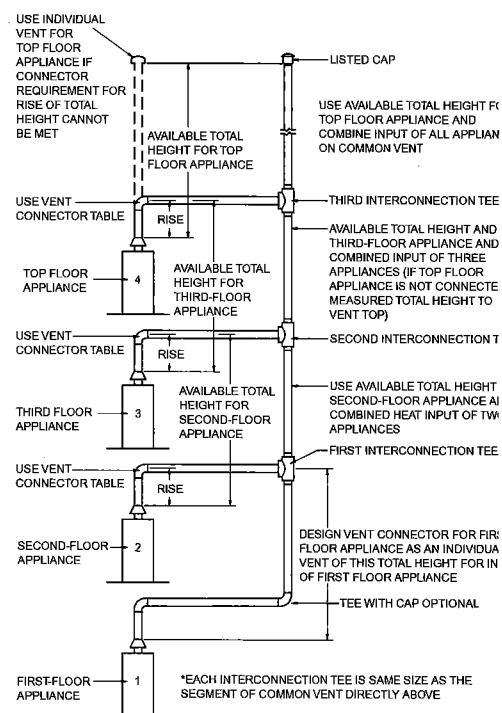 USE INDIVIDUAL
VENT FOR
TOP FLOOR
APPLIANCE IF
CONNECTOR
REQUIREMENT FOR
RISE OF TOTAL
HEIGHT CANNOT
BE MET
LISTED CAP
USE AVAILABLE TOTAL HEIGHT FO
TOP FLOOR APPLIANCE AND
COMBINE INPUT OF ALL APPLIAN
ON COMMON VENT
AVAILABLE TOTAL
HEIGHT FOR TOP
FLOOR APPLIANCE
USE VENT
CONNECTOR TABLE
RISE
THIRD INTERCONNECTION TEE
AVAILABLE TOTAL HEIGHT AND
THIRD-FLOOR APPLIANCE AND
COMBINED INPUT OF THREE
APPLIANCES (IF TOP FLOOR
APPLIANCE IS NOT CONNECTE
MEASURED TOTAL HEIGHT TO
VENT TOP)
TOP FLOOR
APPLIANCE
4
AVAILABLE TOTAL
HEIGHT FOR
THIRD-FLOOR
APPLIANCE
USE VENT
CONNECTOR TABLE
RISE
SECOND INTERCONNECTION T
THIRD FLOOR
APPLIANCE
3
AVAILABLE TOTAL
HEIGHT FOR
SECOND-FLOOR
APPLIANCE
USE AVAILABLE TOTAL HEIGHT
SECOND-FLOOR APPLIANCE A
COMBINED HEAT INPUT OF TWO
APPLIANCES
FIRST INTERCONNECTION TEE
USE VENT
CONNECTOR TABLE
RISE
SECOND-FLOOR
APPLIANCE
2
DESIGN VENT CONNECTOR FOR FIRS
FLOOR APPLIANCE AS AN INDIVIDUA
VENT OF THIS TOTAL HEIGHT FOR IN
OF FIRST FLOOR APPLIANCE
TEE WITH CAP OPTIONAL
FIRST-FLOOR
APPLIANCE
1
*EACH INTERCONNECTION TEE IS SAME SIZE AS THE
SEGMENT OF COMMON VENT DIRECTLY ABOVE